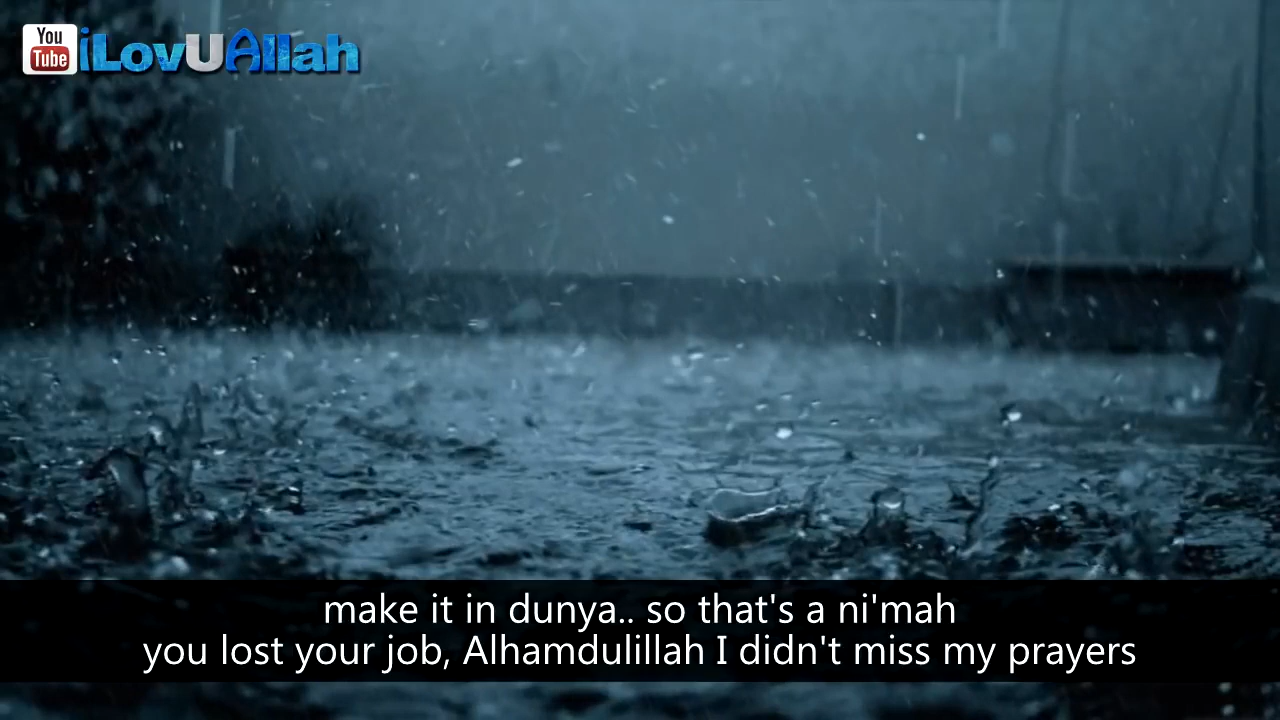 You
Tube
iLovUAllah
make it in dunya.. so that's a ni'mah
you lost your job, Alhamdulillah I didn't miss my prayers